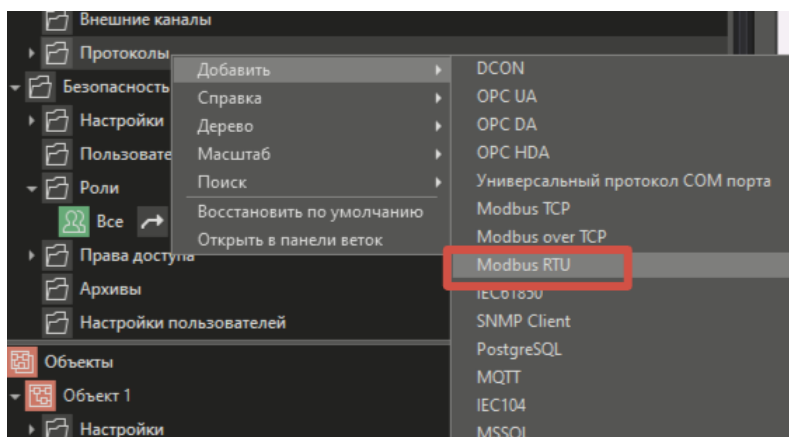 Внешние каналы
Протоколы
Безопасность
Настройки
Пользовате
Роли
Все
Права доступа
Архивы
Настройки пользователей
Объекты
Объект 1
Настройки
Добавить
Справка
Дерево
Масштаб
Поиск
Восстановить по умолчанию
Открыть в панели веток
DCON
OPC UA
OPC DA
OPC HDA
Универсальный протокол COM порта
Modbus TCP
Modbus over TCP
Modbus RTU
IEC61850
SNMP Client
PostgreSQL
MQTT
IEC104
MSSQL